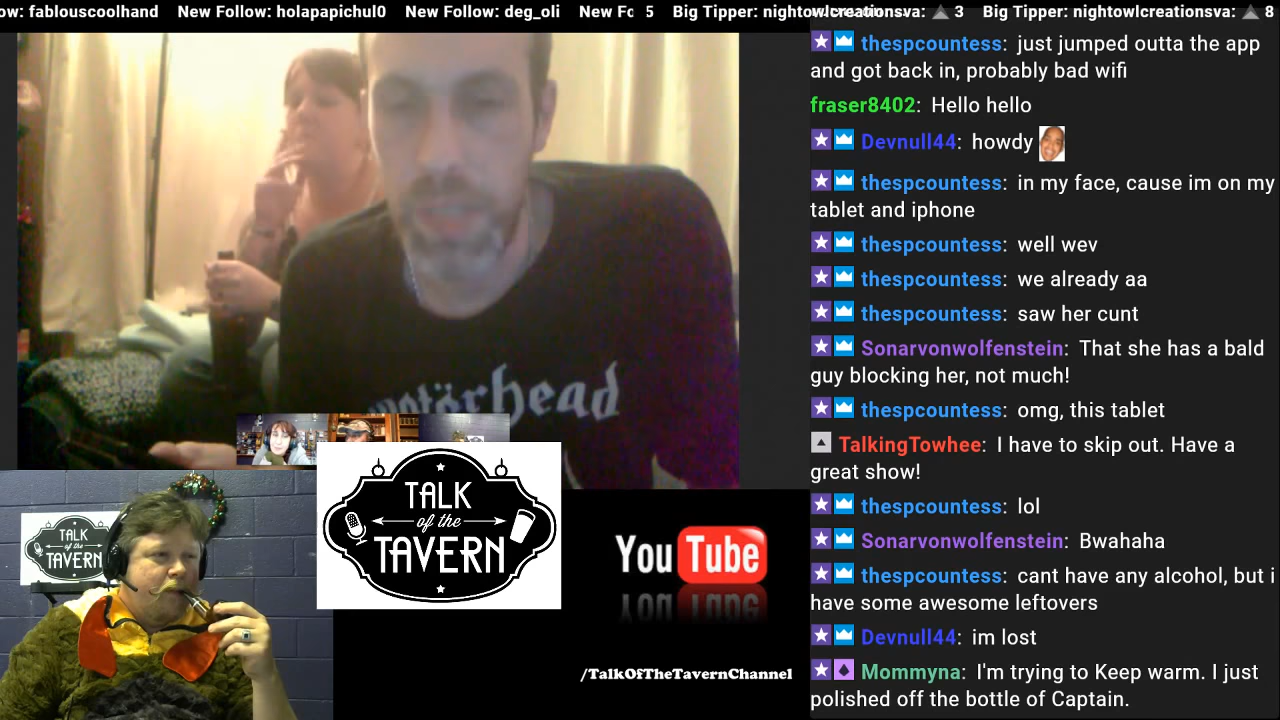 ow: fablouscoolhand New Follow: holapapichul0 New Follow: deg_oli New Fo 5 Big Tipper: nightowlcreationsva: 3 Big Tipper: nightowlcreationsva: 8
thespcountess: just jumped outta the app
and got back in, probably bad wifi
fraser8402: Hello hello
Devnull44: howdy
thespcountess: in my face, cause im on my
tablet and iphone
thespcountess: well wev
thespcountess: we already aa
thespcountess: saw her cunt
Sonarvonwolfenstein: That she has a bald
guy blocking her, not much!
thespcountess: omg, this tablet
TalkingTowhee: I have to skip out. Have a
great show!
thespcountess: lol
Sonarvonwolfenstein: Bwahaha
thespcountess: cant have any alcohol, but i
have some awesome leftovers
Devnull44: im lost
Mommyna: I'm trying to Keep warm. I just
polished off the bottle of Captain.
motörhead
TALK
of the
TAVERN
TALK
of the
TAVERN
YouTube
/TalkOfTheTavernChannel